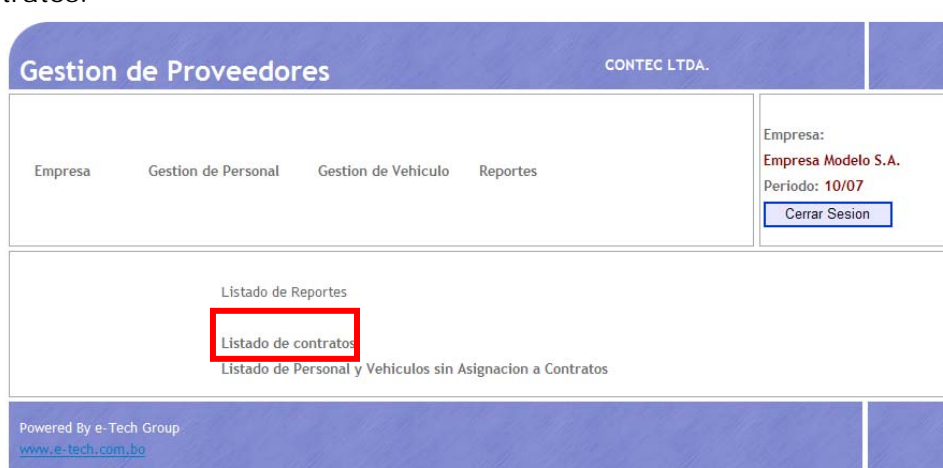 Gestion de Proveedores
CONTEC LTDA.
Empresa Gestion de Personal Gestion de Vehiculo Reportes
Empresa:
Empresa Modelo S.A.
Periodo: 10/07
Cerrar Sesion
Listado de Reportes
Listado de contratos
Listado de Personal y Vehiculos sin Asignacion a Contratos
Powered By e-Tech Group
www.e-tech.com.bo